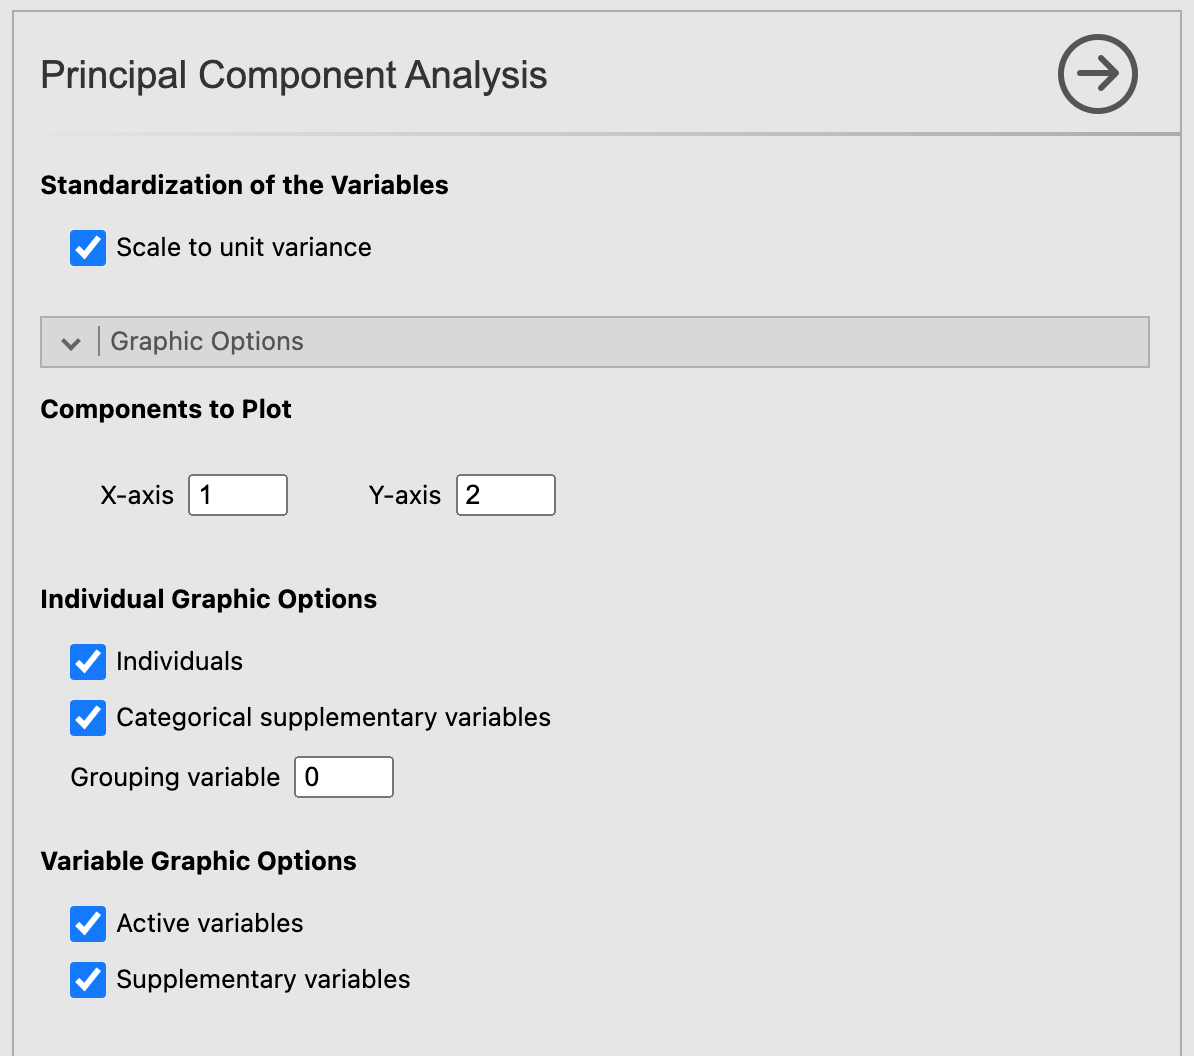 Principal Component Analysis
Standardization of the Variables
Scale to unit variance
Graphic Options
Components to Plot
X-axis 1 Y-axis 2
Individual Graphic Options
Individuals
Categorical supplementary variables
Grouping variable 0
Variable Graphic Options
Active variables
Supplementary variables